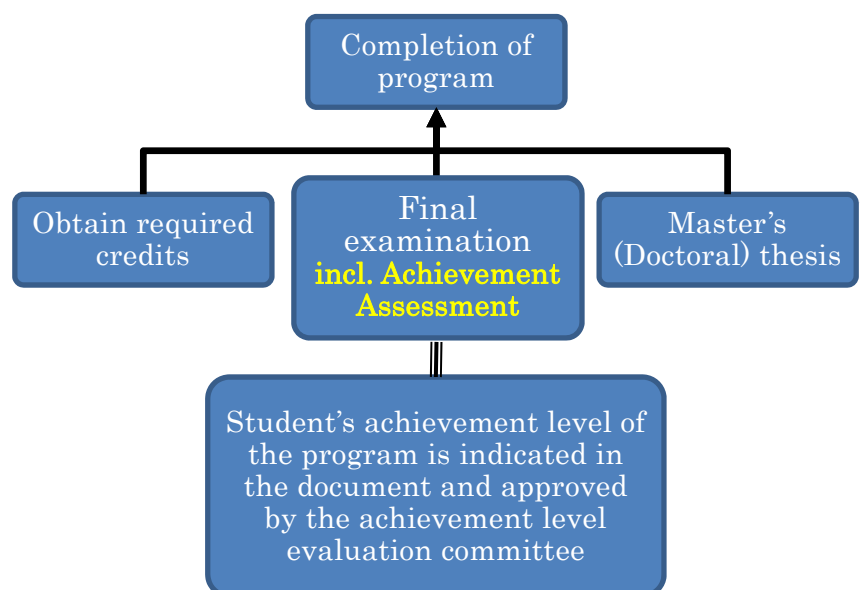 Completion of
program
Obtain required
credits
Final
examination
incl. Achievement
Assessment
Master’s
(Doctoral) thesis
Student’s achievement level of
the program is indicated in
the document and approved
by the achievement level
evaluation committee